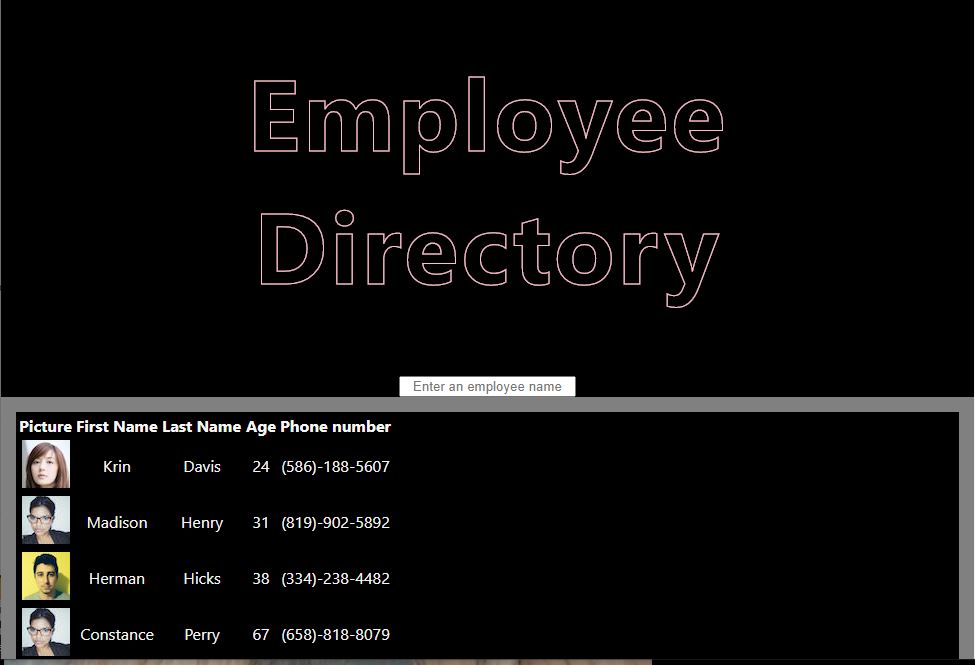 Employee
Directory
Enter an employee name
Picture First Name Last Name Age Phone number
Krin Davis 24 (586)-188-5607
Madison Henry 31 (819)-902-5892
Herman Hicks 38 (334)-238-4482
Constance Perry 67 (658)-818-8079